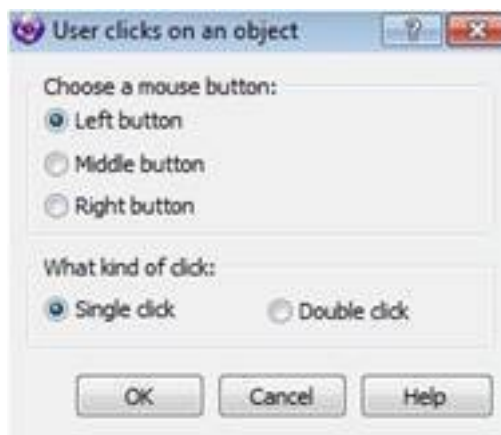 User clicks on an object
?
Choose a mouse button:
Left button
Middle button
Right button
What kind of click:
Single click Double click
OK Cancel Help